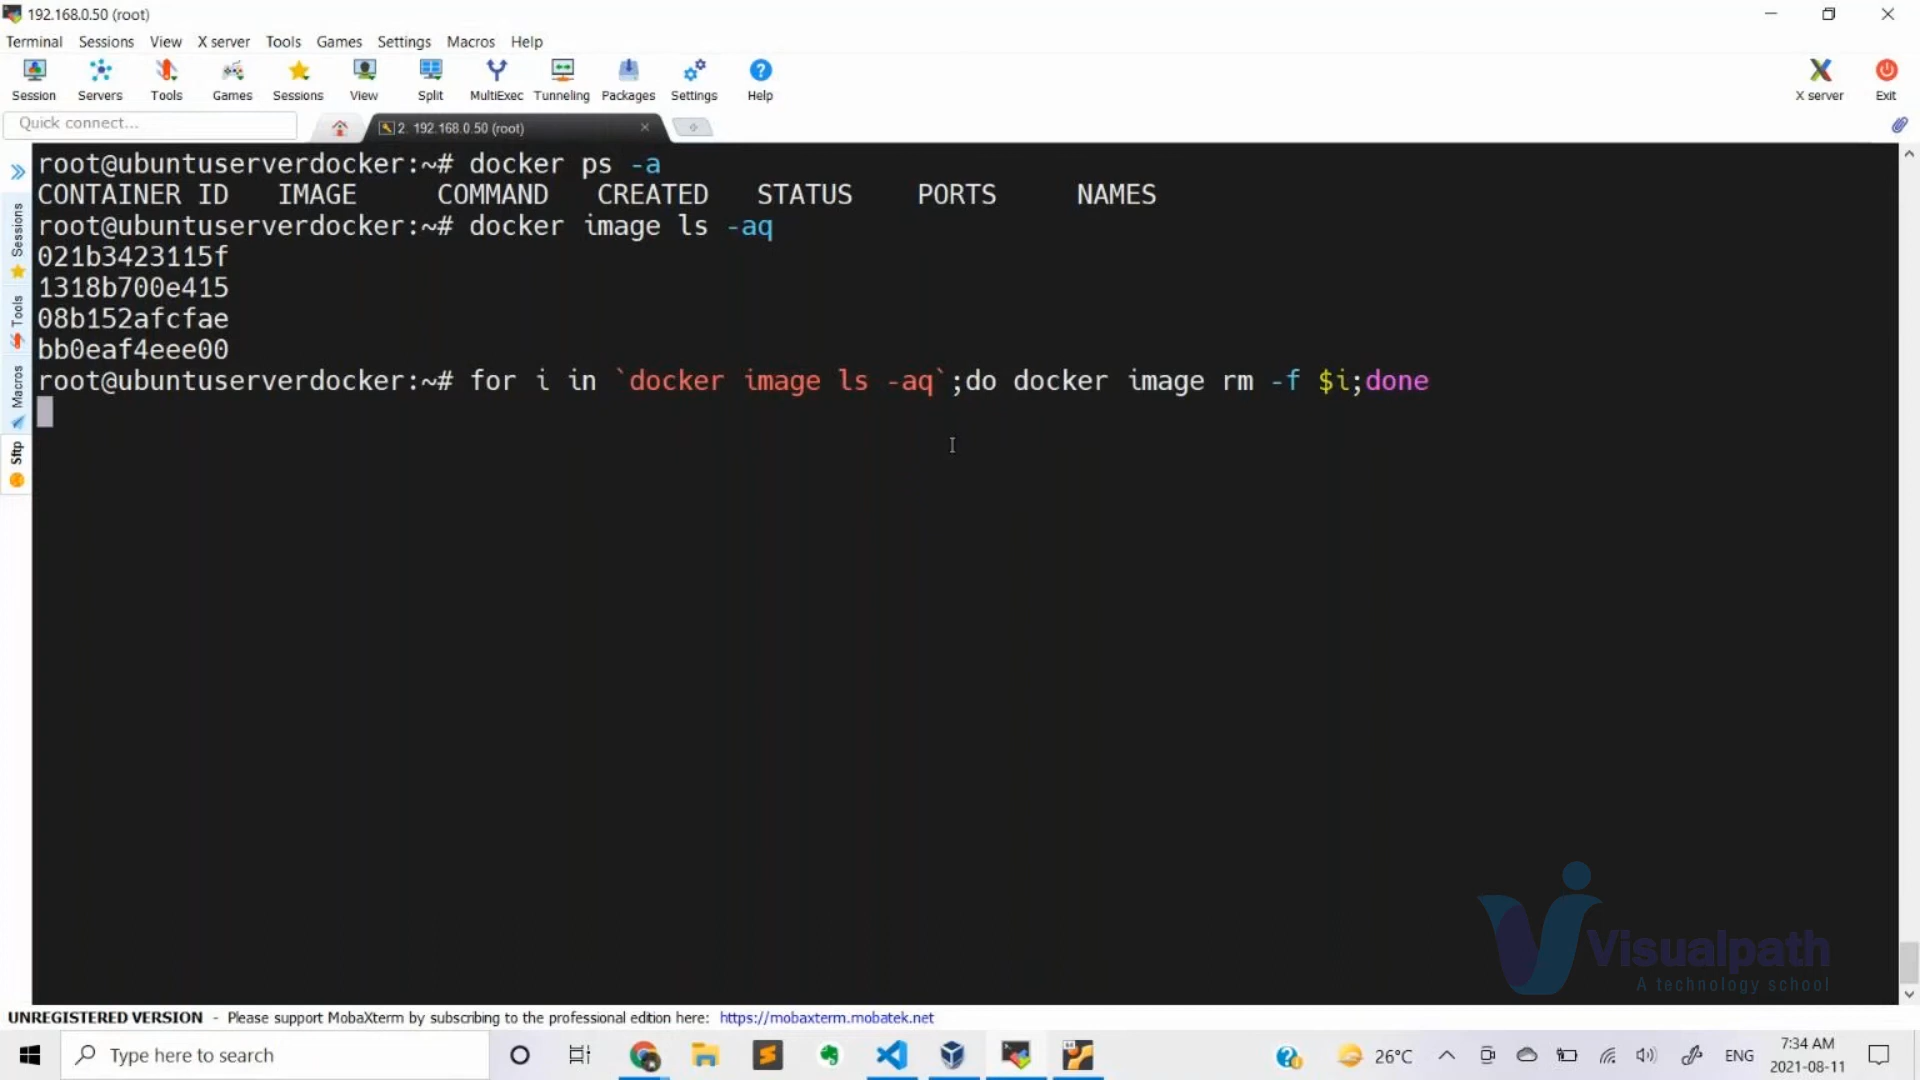 192.168.0.50 (root)
Terminal Sessions View X server Tools Games Settings Macros Help
Session Servers Tools Games Sessions View Split MultiExec Tunneling Packages Settings Help X server Exit
Quick connect...
2. 192.168.0.50 (root)
Sessions
Tools
Macros
Sftp
root@ubuntuserverdocker:~# docker ps -a
CONTAINER ID IMAGE COMMAND CREATED STATUS PORTS NAMES
root@ubuntuserverdocker:~# docker image ls -aq
021b3423115f
1318b700e415
08b152afcfae
bb0eaf4eee00
root@ubuntuserverdocker:~# for i in `docker image ls -aq`;do docker image rm -f $i;done
Visualpath
A technology school
UNREGISTERED VERSION - Please support MobaXterm by subscribing to the professional edition here: https://mobaxterm.mobatek.net
Type here to search
26°C
ENG
7:34 AM
2021-08-11